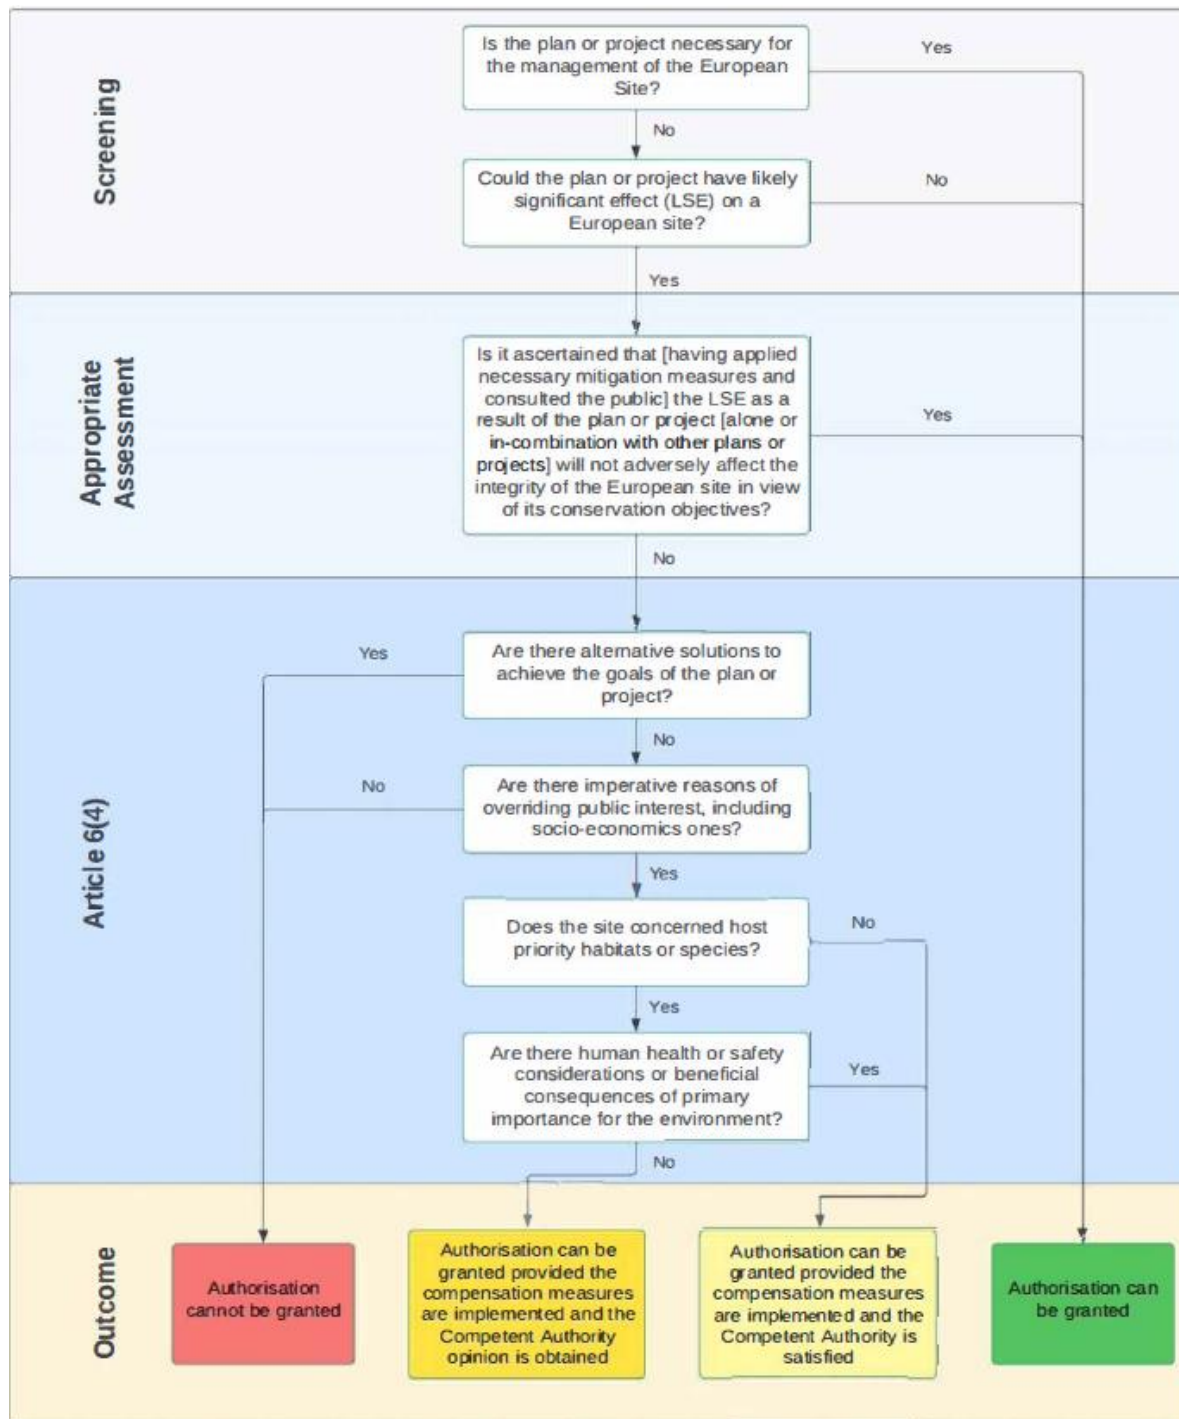 Screening
Is the plan or project necessary for
the management of the European
Site?
Yes
No
Could the plan or project have likely
significant effect (LSE) on a
European site?
No
Yes
Appropriate
Assessment
Is it ascertained that [having applied
necessary mitigation measures and
consulted the public] the LSE as a
result of the plan or project [alone or
in-combination with other plans or
projects] will not adversely affect the
integrity of the European site in view
of its conservation objectives?
Yes
No
Article 6(4)
Are there alternative solutions to
achieve the goals of the plan or
project?
Yes
No
Are there imperative reasons of
overriding public interest, including
socio-economics ones?
No
Yes
Does the site concerned host
priority habitats or species?
No
Yes
Are there human health or safety
considerations or beneficial
consequences of primary
importance for the environment?
Yes
No
Outcome
Authorisation
cannot be granted
Authorisation can be
granted provided the
compensation measures
are implemented and the
Competent Authority
opinion is obtained
Authorisation can be
granted provided the
compensation measures
are implemented and the
Competent Authority is
satisfied
Authorisation can
be granted